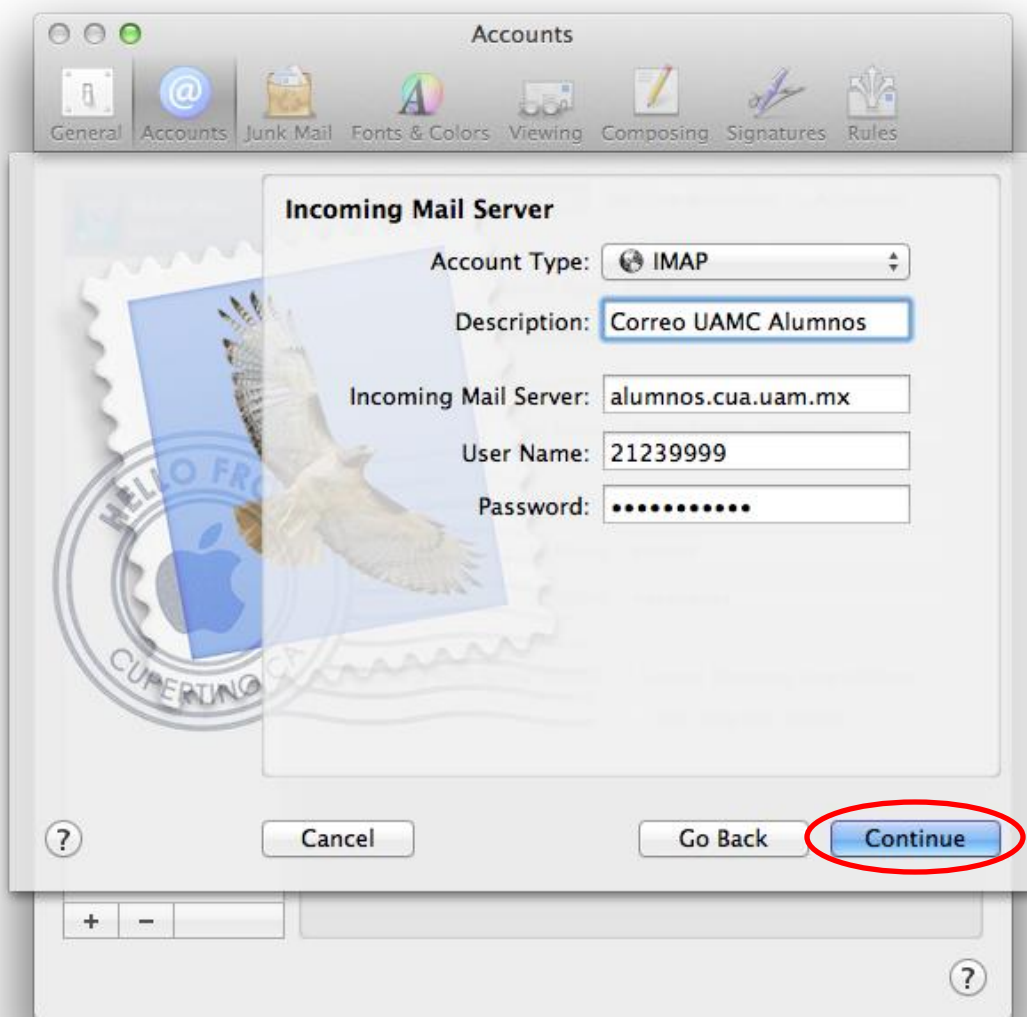 Accounts
General Accounts Junk Mail Fonts & Colors Viewing Composing Signatures Rules
Incoming Mail Server
Account Type: IMAP
Description: Correo UAMC Alumnos
Incoming Mail Server: alumnos.cua.uam.mx
User Name: 21239999
Password: •••••••••••
HELLO FRO
CUPERTINO CA
? Cancel Go Back Continue
+ −
?